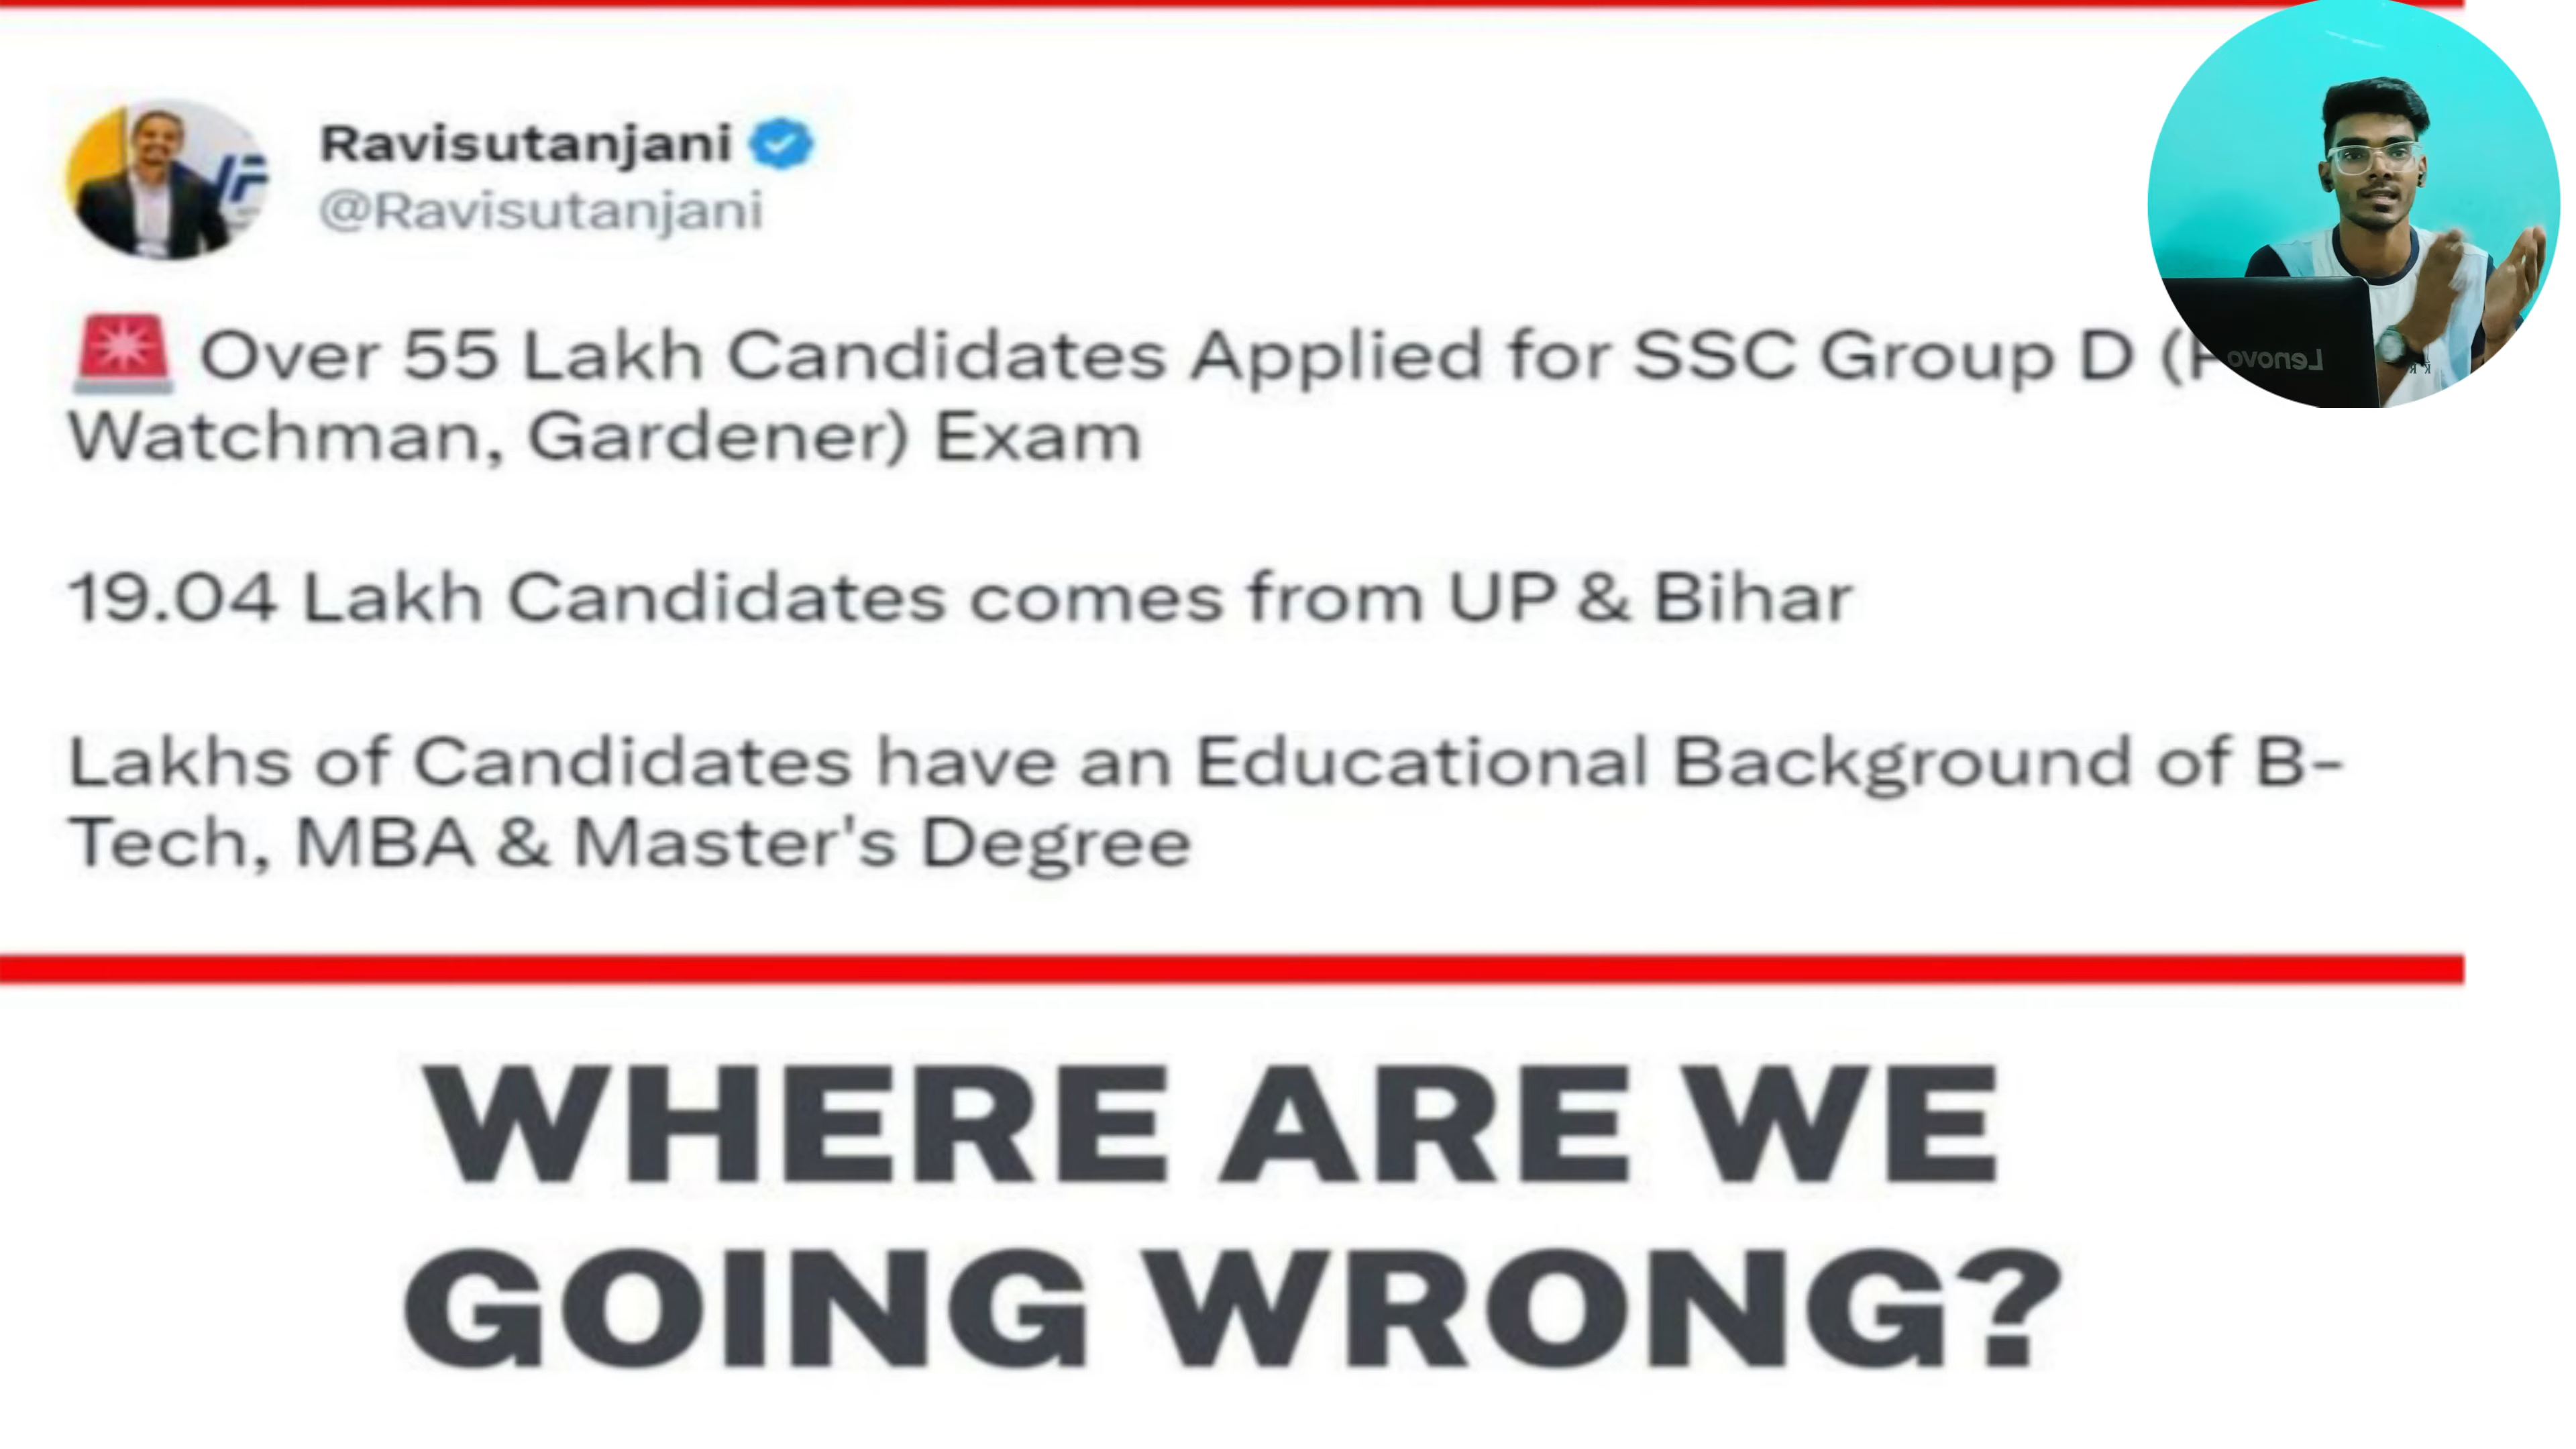 Ravisutanjani
@Ravisutanjani
🚨 Over 55 Lakh Candidates Applied for SSC Group D (
Watchman, Gardener) Exam
19.04 Lakh Candidates comes from UP & Bihar
Lakhs of Candidates have an Educational Background of B-
Tech, MBA & Master's Degree
WHERE ARE WE
GOING WRONG?
Lenovo